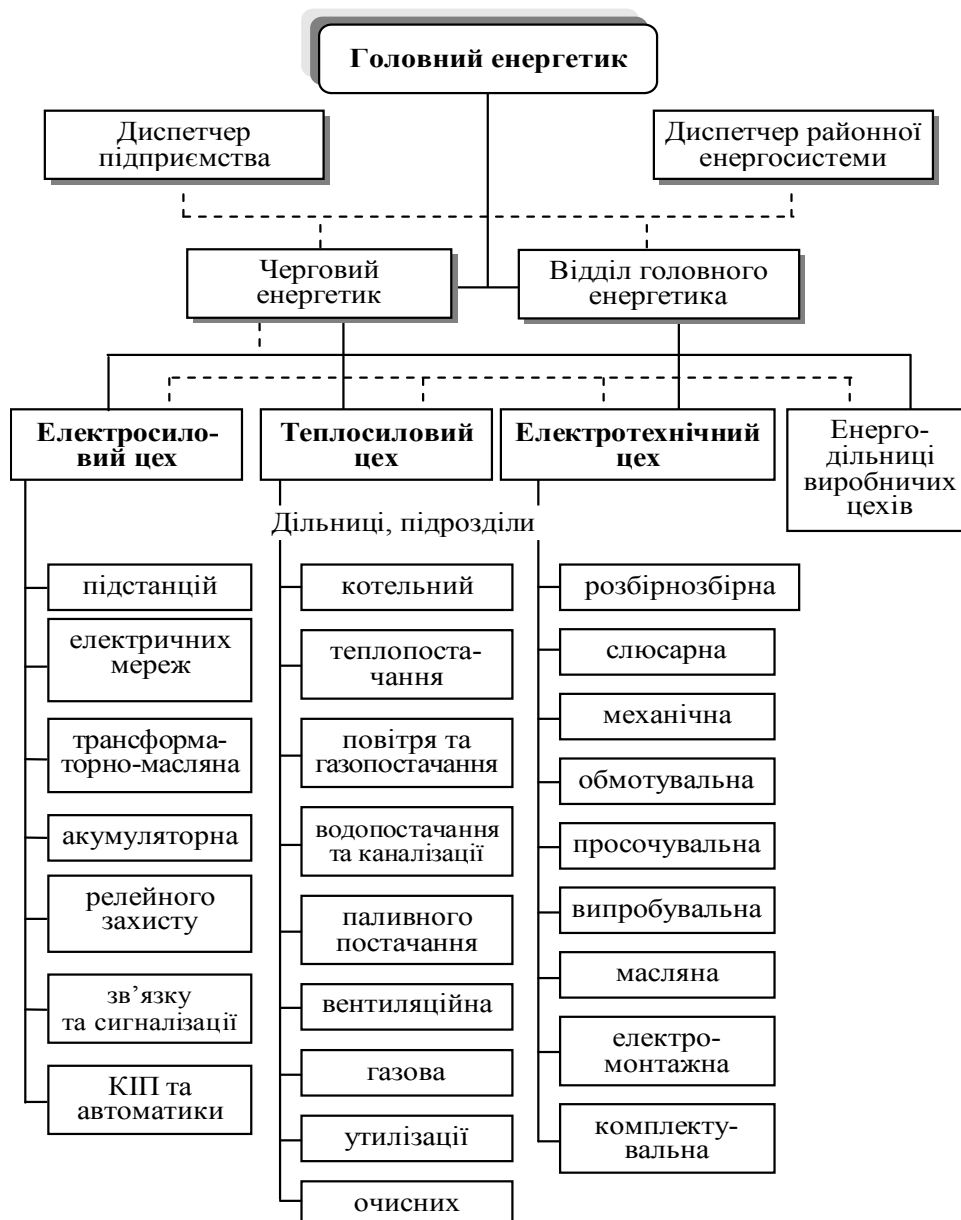 Головний енергетик
Диспетчер
підприємства
Диспетчер районної
енергосистеми
Черговий
енергетик
Відділ головного
енергетика
Електросило-
вий цех
Теплосиловий
цех
Електротехнічний
цех
Енерго-
дільниці
виробничих
цехів
Дільниці, підрозділи
підстанцій
електричних
мереж
трансформа-
торно-масляна
акумуляторна
релейного
захисту
зв’язку
та сигналізації
КІП та
автоматики
котельний
теплопоста-
чання
повітря та
газопостачання
водопостачання
та каналізації
паливного
постачання
вентиляційна
газова
утилізації
очисних
розбірнозбірна
слюсарна
механічна
обмотувальна
просочувальна
випробувальна
масляна
електро-
монтажна
комплекту-
вальна